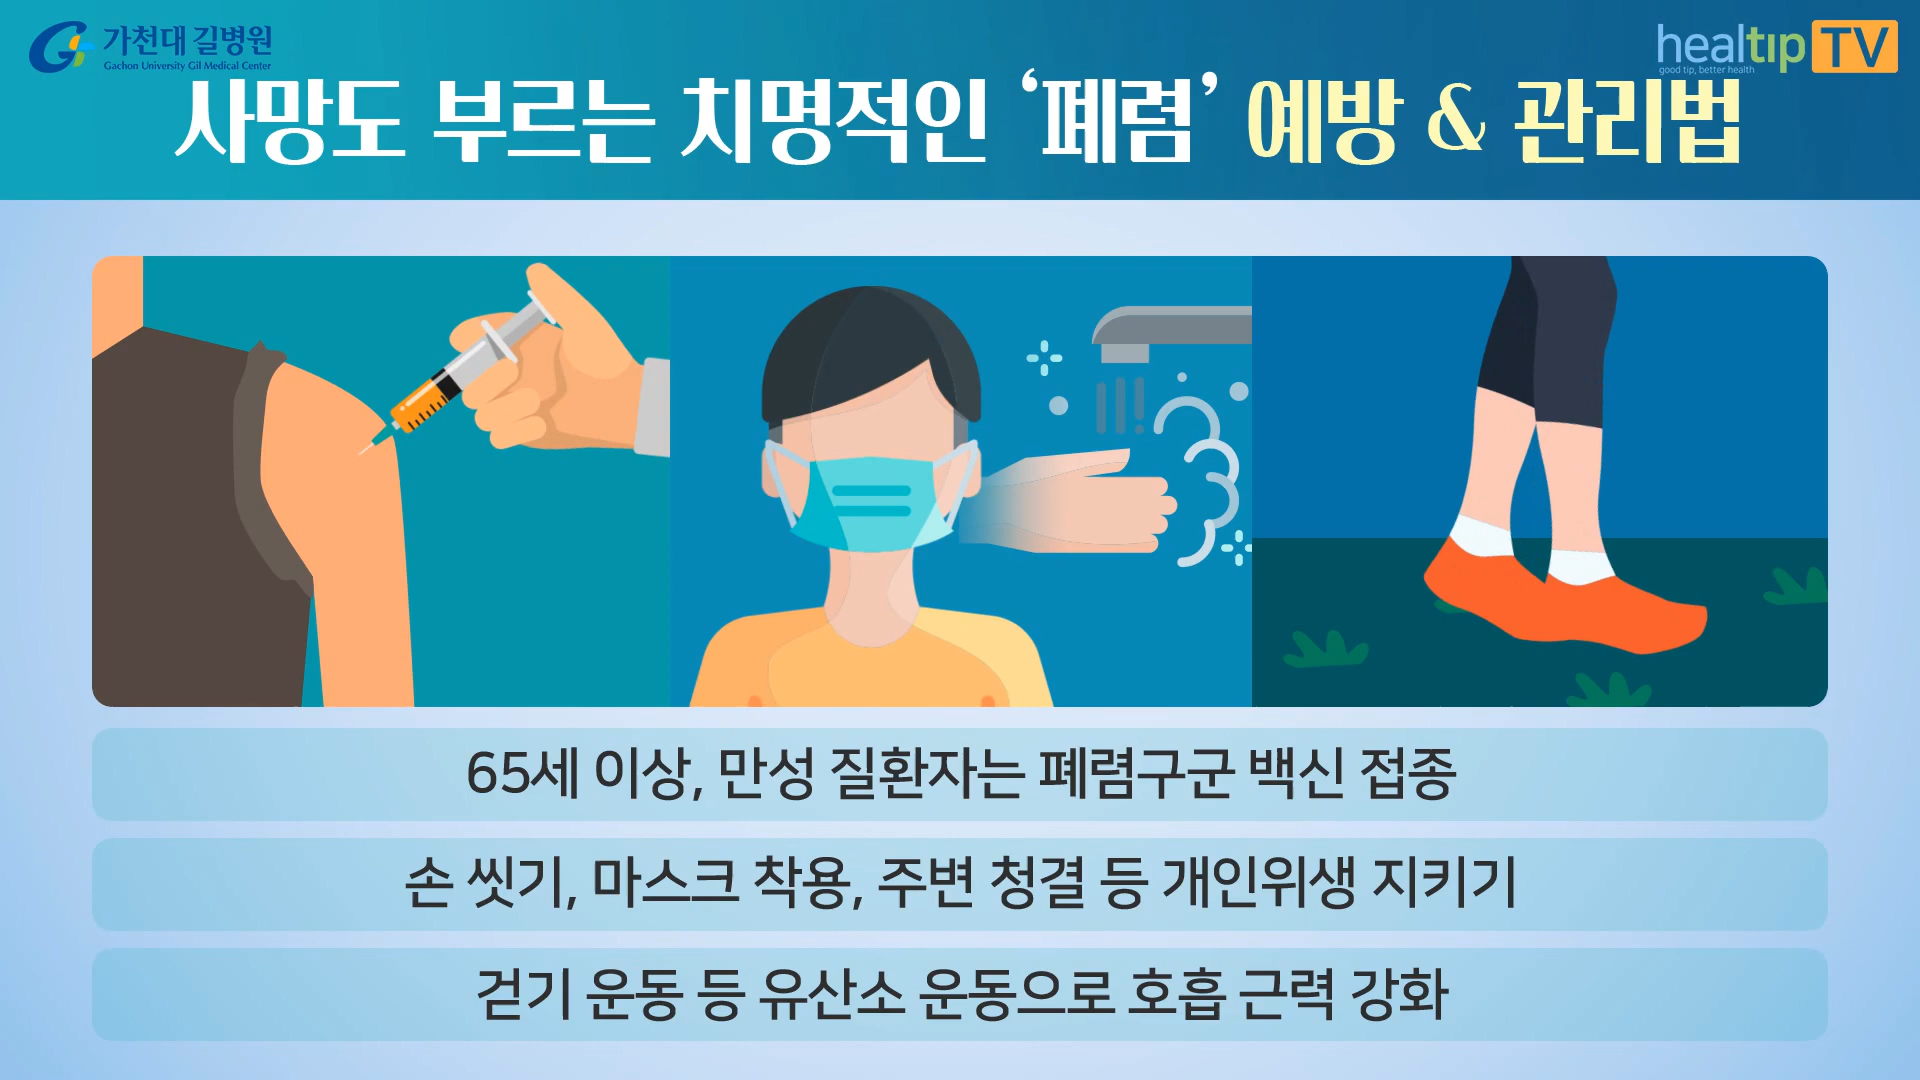 가천대 길병원
Gachon University Gil Medical Center
healtip TV
good tip, better health
사망도 부르는 치명적인 ‘폐렴’ 예방 & 관리법
65세 이상, 만성 질환자는 폐렴구균 백신 접종
손 씻기, 마스크 착용, 주변 청결 등 개인위생 지키기
걷기 운동 등 유산소 운동으로 호흡 근력 강화